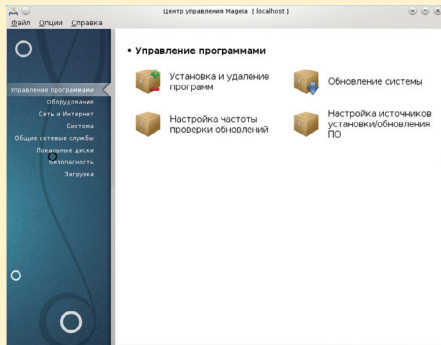 Центр управления Mageia [ localhost ]
Файл Опции Справка
• Управление программами
Управление программами
Оборудование
Сеть и Интернет
Система
Общие сетевые службы
Локальные диски
Безопасность
Загрузка
Установка и удаление
программ
Обновление системы
Настройка частоты
проверки обновлений
Настройка источников
установки/обновления
ПО